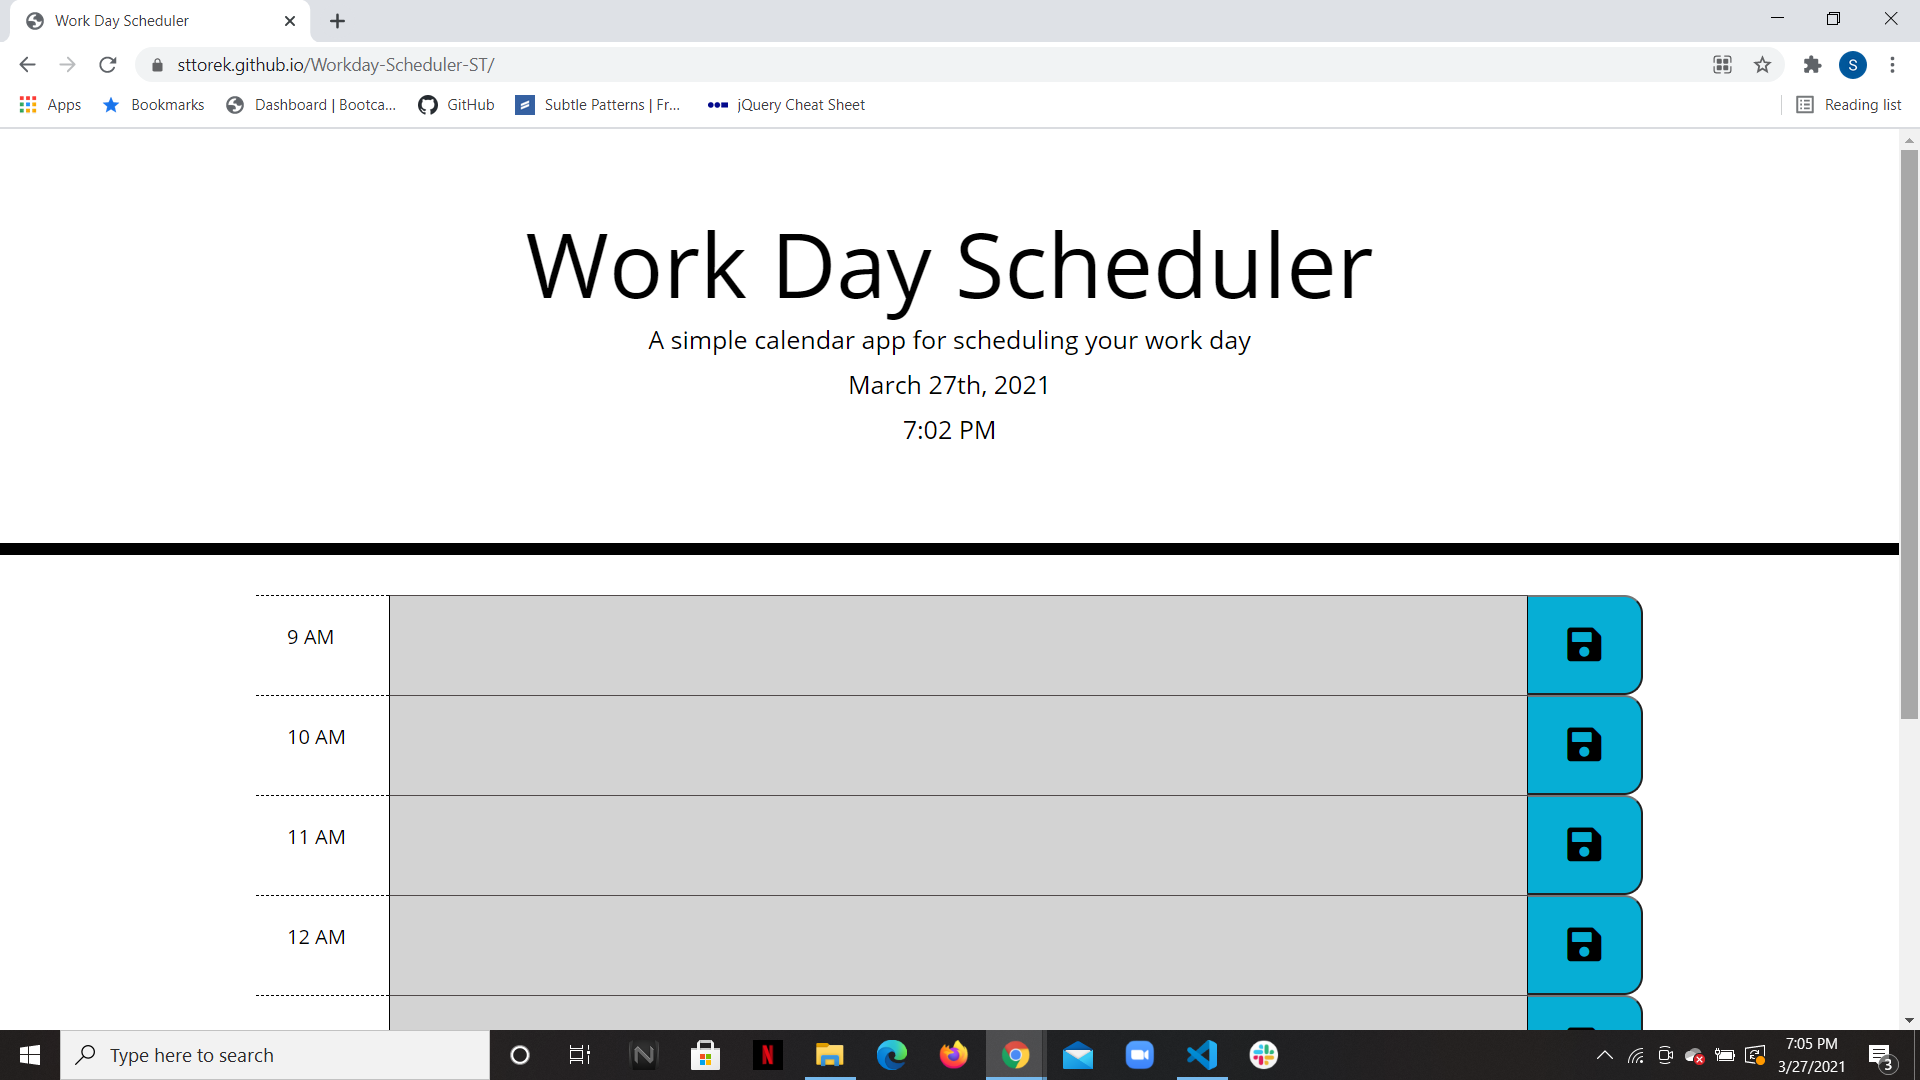 Work Day Scheduler
sttorek.github.io/Workday-Scheduler-ST/
S
Apps
Bookmarks
Dashboard | Bootca...
GitHub
Subtle Patterns | Fr...
jQuery Cheat Sheet
Reading list
Work Day Scheduler
A simple calendar app for scheduling your work day
March 27th, 2021
7:02 PM
9 AM
10 AM
11 AM
12 AM
Type here to search
N
N
7:05 PM
3/27/2021
3